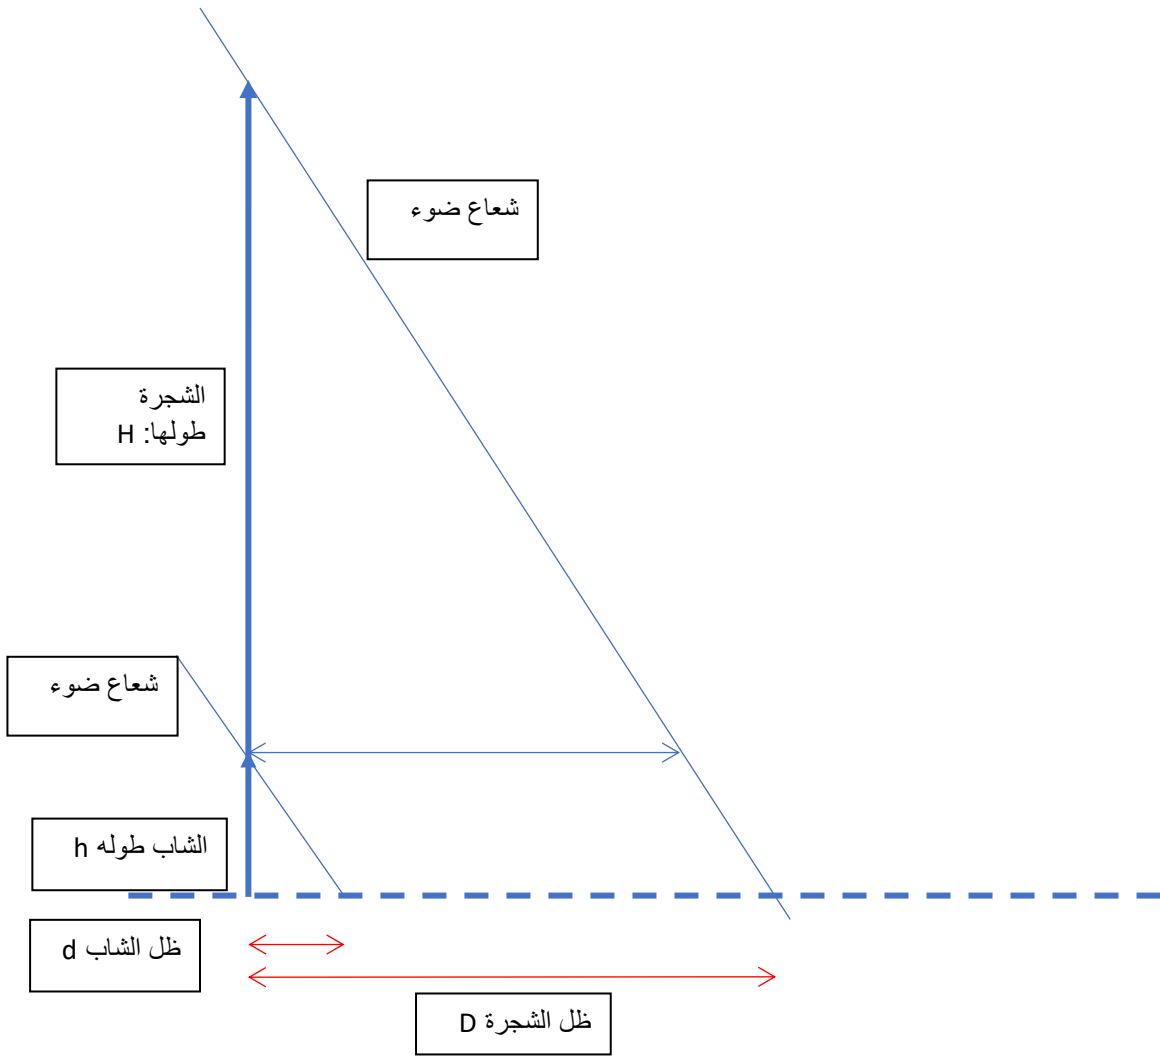 شعاع ضوء
الشجرة
طولها: H
شعاع ضوء
الشاب طوله h
ظل الشاب d
ظل الشجرة D